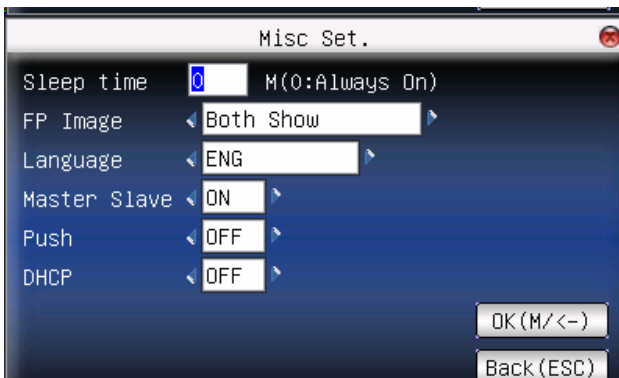 Misc Set.
Sleep time 0 M(0:Always On)
FP Image Both Show
Language ENG
Master Slave ON
Push OFF
DHCP OFF
OK(M/<-)
Back(ESC)